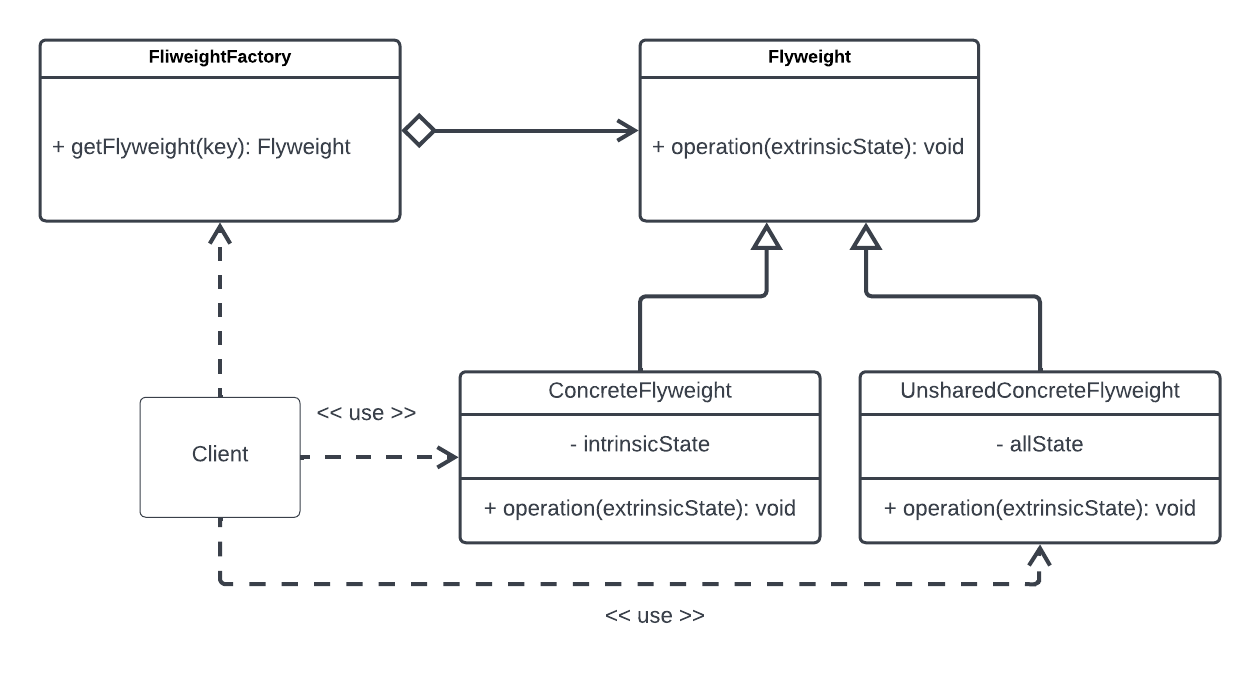 FliweightFactory
+ getFlyweight(key): Flyweight
Flyweight
+ operation(extrinsicState): void
Client
<< use >>
ConcreteFlyweight
- intrinsicState
+ operation(extrinsicState): void
UnsharedConcreteFlyweight
- allState
+ operation(extrinsicState): void
<< use >>